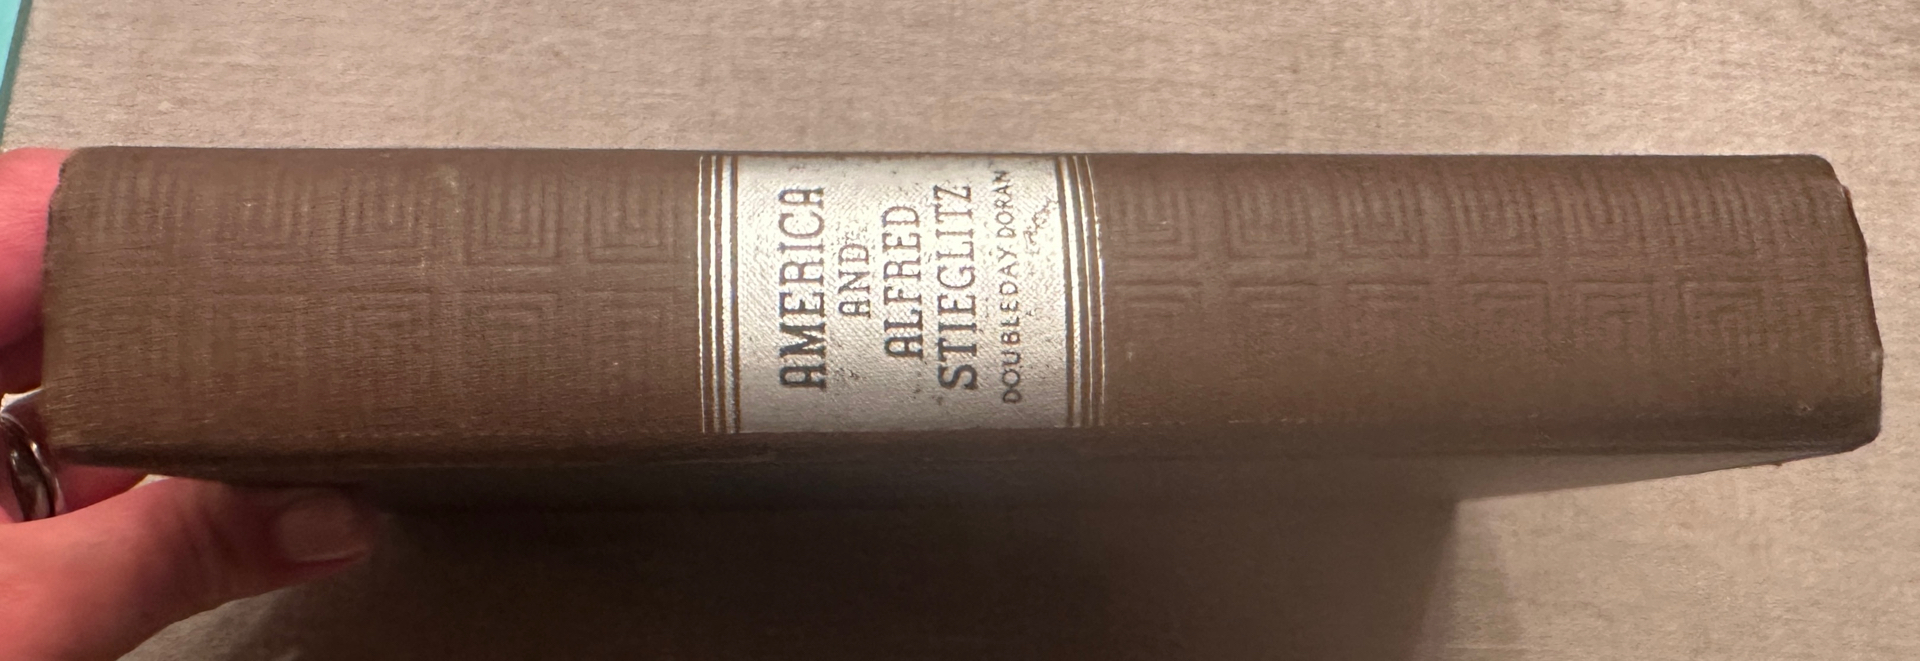 AMERICA
AND
ALFRED
STIEGLITZ
DOUBLEDAY DORAN